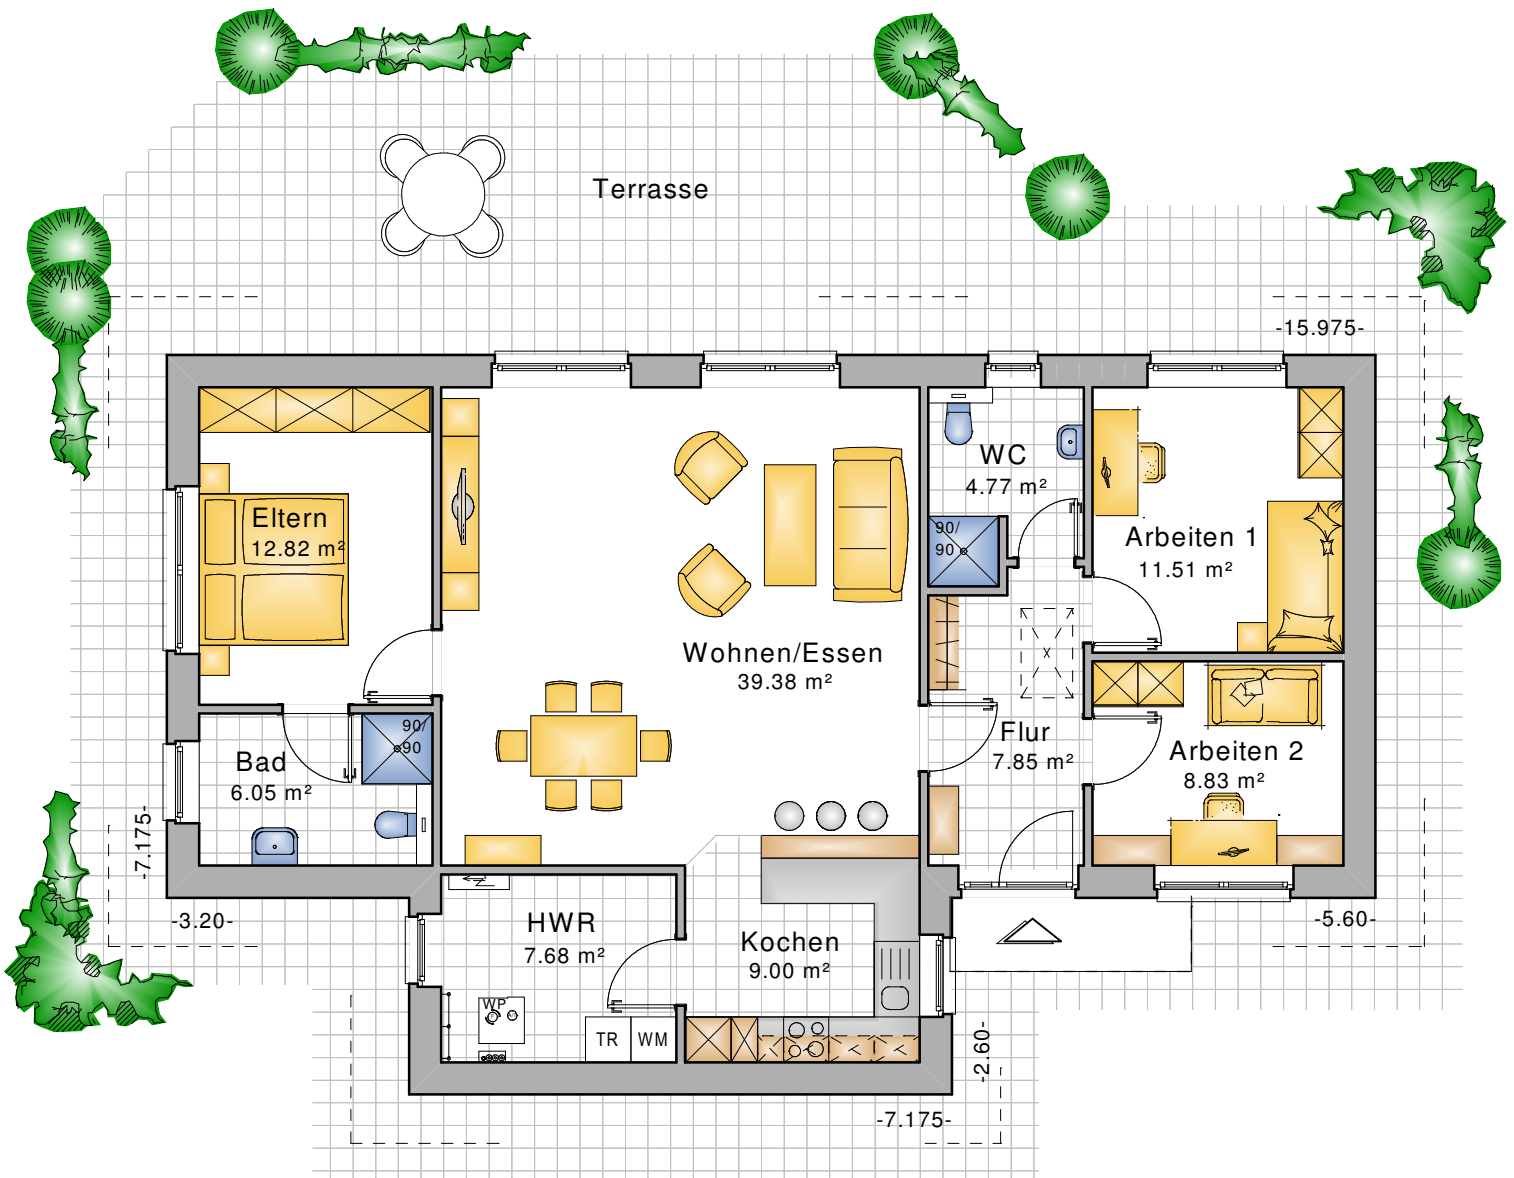 Terrasse
-15.975-
WC
4.77 m²
Eltern
12.82 m²
90/
90
Arbeiten 1
11.51 m²
Wohnen/Essen
39.38 m²
90/
90
Flur
7.85 m²
Arbeiten 2
8.83 m²
Bad
6.05 m²
-7.175-
-3.20-
HWR
7.68 m²
Kochen
9.00 m²
-5.60-
WP
TR
WM
-2.60-
-7.175-